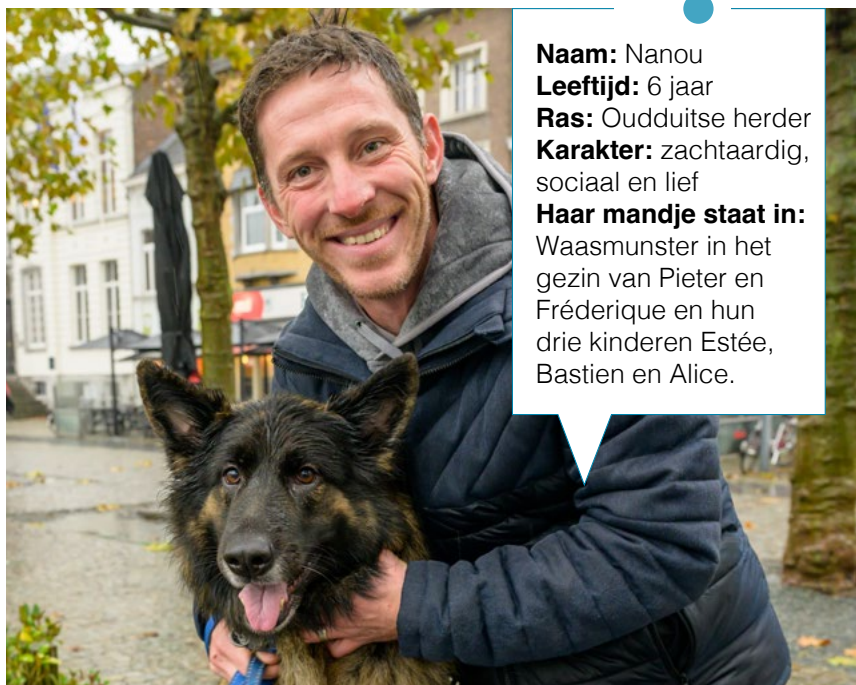 Naam: Nanou
Leeftijd: 6 jaar
Ras: Oudduitse herder
Karakter: zachtaardig,
sociaal en lief
Haar mandje staat in:
Waasmunster in het
gezin van Pieter en
Fréderique en hun
drie kinderen Estée,
Bastien en Alice.